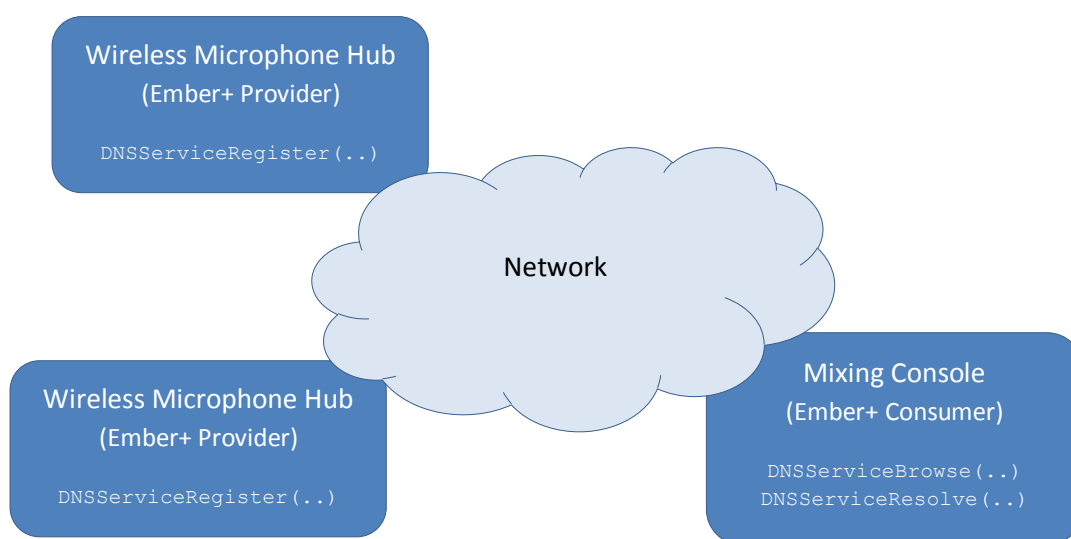 Wireless Microphone Hub
(Ember+ Provider)
DNSServiceRegister(..)
Network
Wireless Microphone Hub
(Ember+ Provider)
DNSServiceRegister(..)
Mixing Console
(Ember+ Consumer)
DNSServiceBrowse(..)
DNSServiceResolve(..)